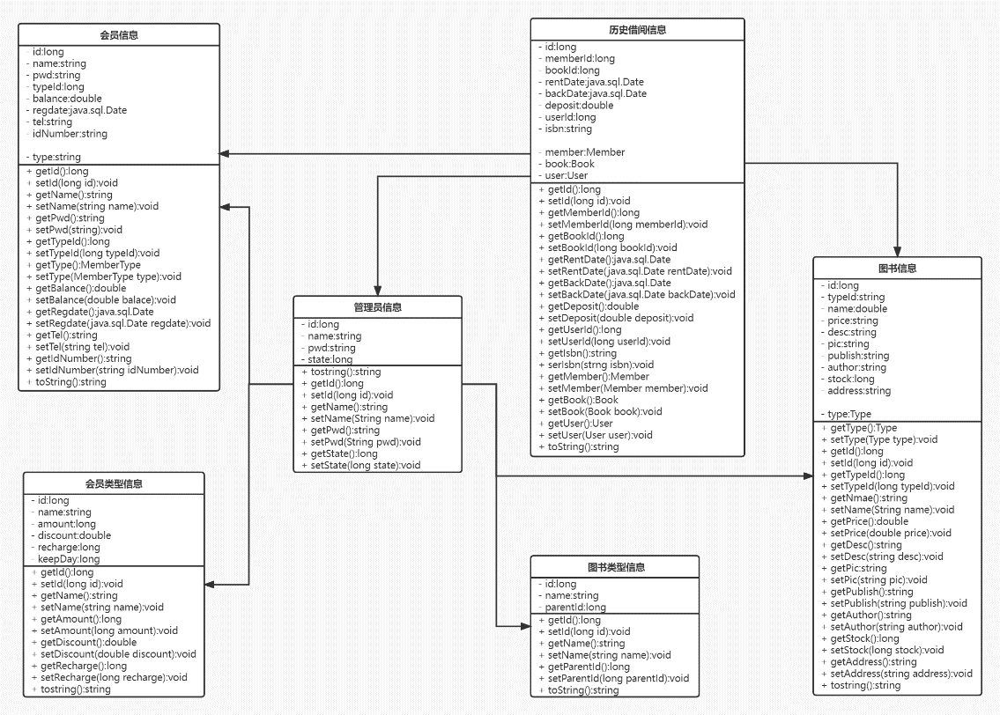 会员信息
- id:long
- name:string
- pwd:string
- typeId:long
- balance:double
- regdate:java.sql.Date
- tel:string
- idNumber:string
- type:string
+ getId():long
+ setId(long id):void
+ getName():string
+ setName(string name):void
+ getPwd():string
+ setPwd(string):void
+ getTypeId():long
+ setTypeId(long typeId):void
+ getType():MemberType
+ setType(MemberType type):void
+ getBalance():double
+ setBalance(double balace):void
+ getRegdate():java.sql.Date
+ setRegdate(java.sql.Date regdate):void
+ getTel():string
+ setTel(string tel):void
+ getIdNumber():string
+ setIdNumber(string idNumber):void
+ toString():string
历史借阅信息
- id:long
- memberId:long
- bookId:long
- rentDate:java.sql.Date
- backDate:java.sql.Date
- deposit:double
- userId:long
- isbn:string
- member:Member
- book:Book
- user:User
+ getId():long
+ setId(long id):void
+ getMemberId():long
+ setMemberId(long memberId):void
+ getBookId():long
+ setBookId(long bookId):void
+ getRentDate():java.sql.Date
+ setRentDate(java.sql.Date rentDate):void
+ getBackDate():java.sql.Date
+ setBackDate(java.sql.Date backDate):void
+ getDeposit():double
+ setDeposit(double deposit):void
+ getUserId():long
+ setUserId(long userId):void
+ getIsbn():string
+ serIsbn(strng isbn):void
+ getMember():Member
+ setMember(Member member):void
+ getBook():Book
+ setBook(Book book):void
+ getUser():User
+ setUser(User user):void
+ toString():string
管理员信息
- id:long
- name:string
- pwd:string
- state:long
+ tostring():string
+ getId():long
+ setId(long id):void
+ getName():string
+ setName(String name):void
+ getPwd():string
+ setPwd(String pwd):void
+ getState():long
+ setState(long state):void
图书信息
- id:long
- typeId:string
- name:double
- price:string
- desc:string
- pic:string
- publish:string
- author:string
- stock:long
- address:string
- type:Type
+ getType():Type
+ setType(Type type):void
+ getId():long
+ setId(long id):void
+ getTypeId():long
+ setTypeId(long typeId):void
+ getNmae():string
+ setName(String name):void
+ getPrice():double
+ setPrice(double price):void
+ getDesc():string
+ setDesc(string desc):void
+ getPic:string
+ setPic(string pic):void
+ getPublish():string
+ setPublish(string publish):void
+ getAuthor():string
+ setAuthor(string author):void
+ getStock():long
+ setStock(long stock):void
+ getAddress():string
+ setAddress(string address):void
+ tostring():string
会员类型信息
- id:long
- name:string
- amount:long
- discount:double
- recharge:long
- keepDay:long
+ getId():long
+ setId(long id):void
+ getName():string
+ setName(string name):void
+ getAmount():long
+ setAmount(long amount):void
+ getDiscount():double
+ setDiscount(double discount):void
+ getRecharge():long
+ setRecharge(long recharge):void
+ tostring():string
图书类型信息
- id:long
- name:string
- parentId:long
+ getId():long
+ setId(long id):void
+ getName():string
+ setName(string name):void
+ getParentId():long
+ setParentId(long parentId):void
+ toString():string